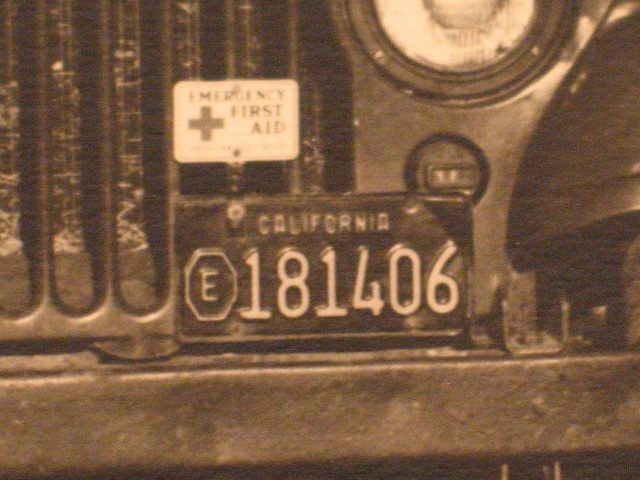 EMERGENCY
FIRST
AID
CALIFORNIA
E 181406